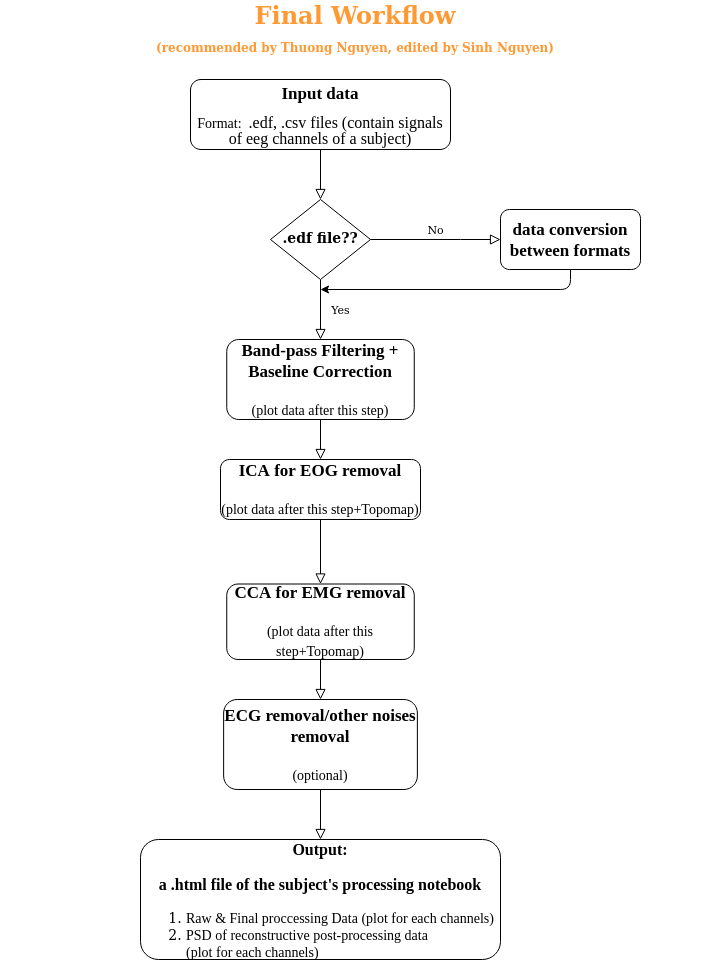 Final Workflow
(recommended by Thuong Nguyen, edited by Sinh Nguyen)
Input data
Format: .edf, .csv files (contain signals
of eeg channels of a subject)
.edf file??
No
data conversion
between formats
Yes
Band-pass Filtering +
Baseline Correction
(plot data after this step)
ICA for EOG removal
(plot data after this step+Topomap)
CCA for EMG removal
(plot data after this
step+Topomap)
ECG removal/other noises
removal
(optional)
Output:
a .html file of the subject's processing notebook
1. Raw & Final proccessing Data (plot for each channels)
2. PSD of reconstructive post-processing data
(plot for each channels)